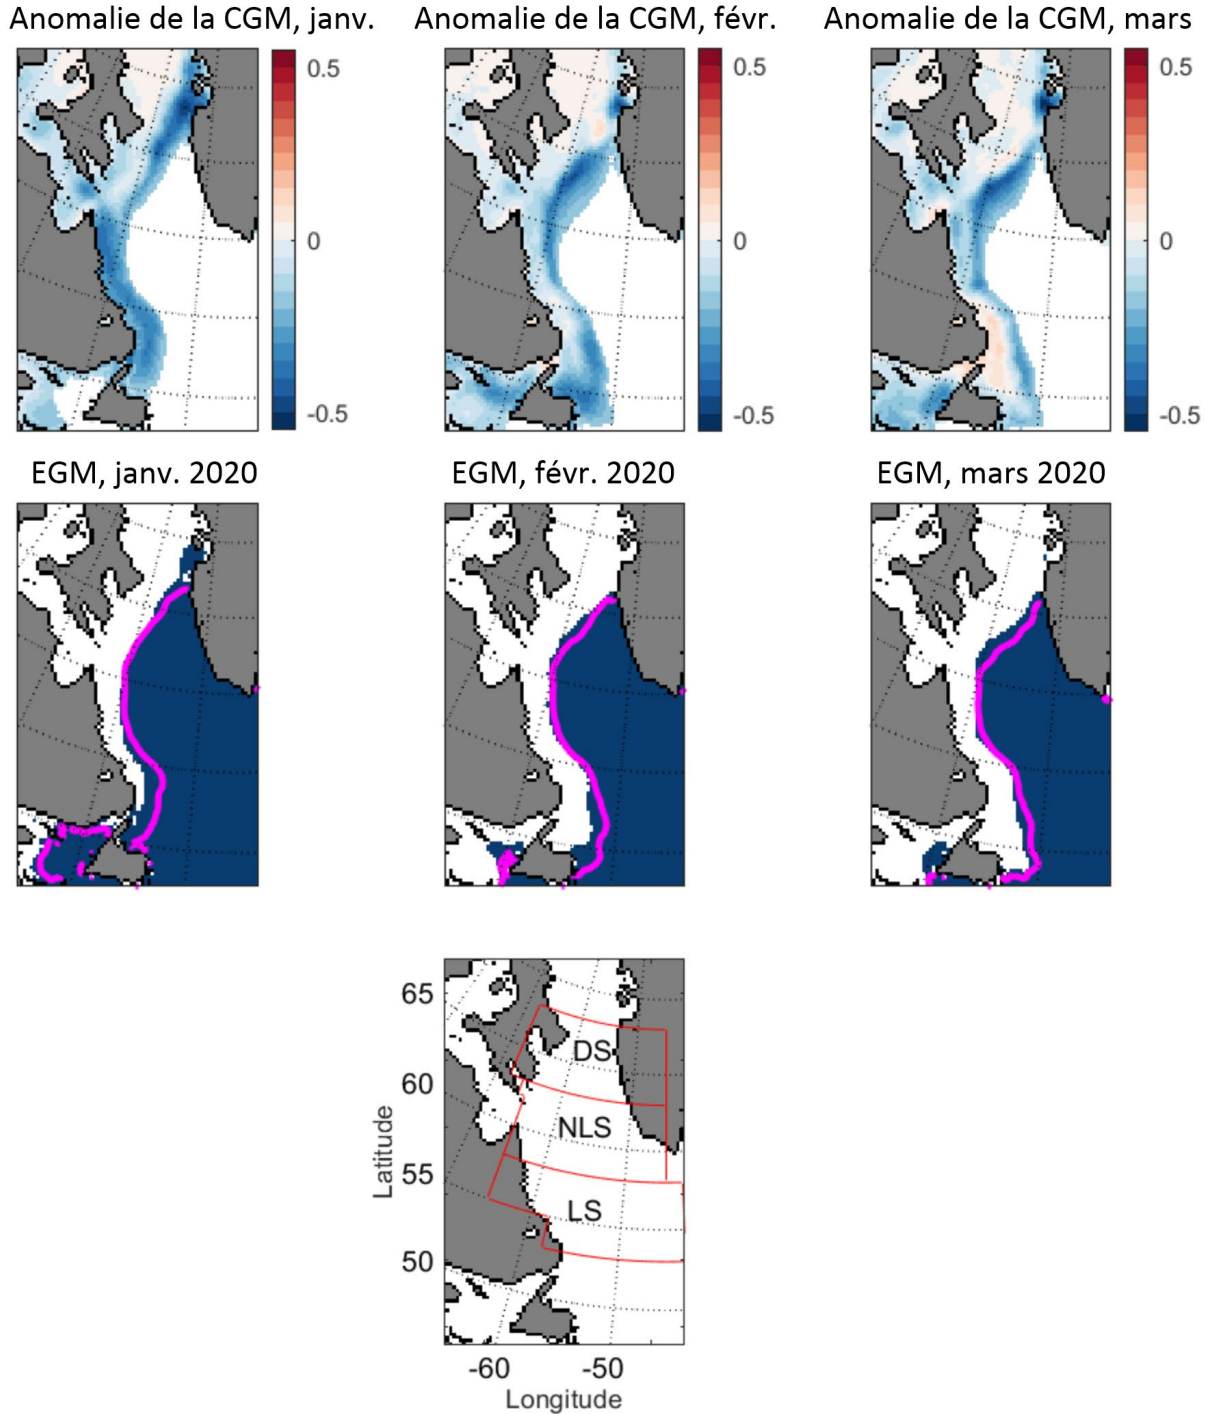 Anomalie de la CGM, janv.
Anomalie de la CGM, févr.
Anomalie de la CGM, mars
0.5
0
-0.5
0.5
0
-0.5
0.5
0
-0.5
EGM, janv. 2020
EGM, févr. 2020
EGM, mars 2020
65
60
55
50
Latitude
DS
NLS
LS
-60
-50
Longitude